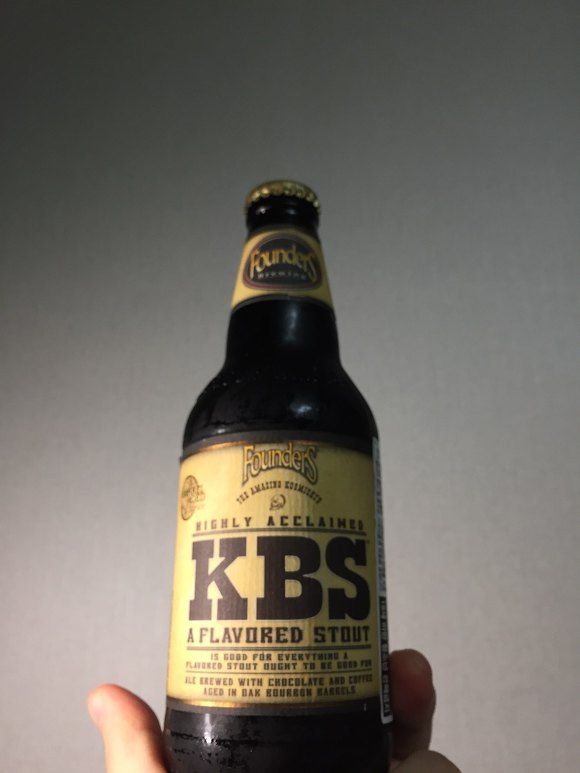 Founders
BREWING
Founders
THE AMAZING KOSMICKIS
HIGHLY ACCLAIMED
KBS
A FLAVORED STOUT
IS GOOD FOR EVERYTHING A
FLAVORED STOUT OUGHT TO BE GOOD FOR
ALE BREWED WITH CHOCOLATE AND COFFEE
AGED IN OAK BOURBON BARRELS